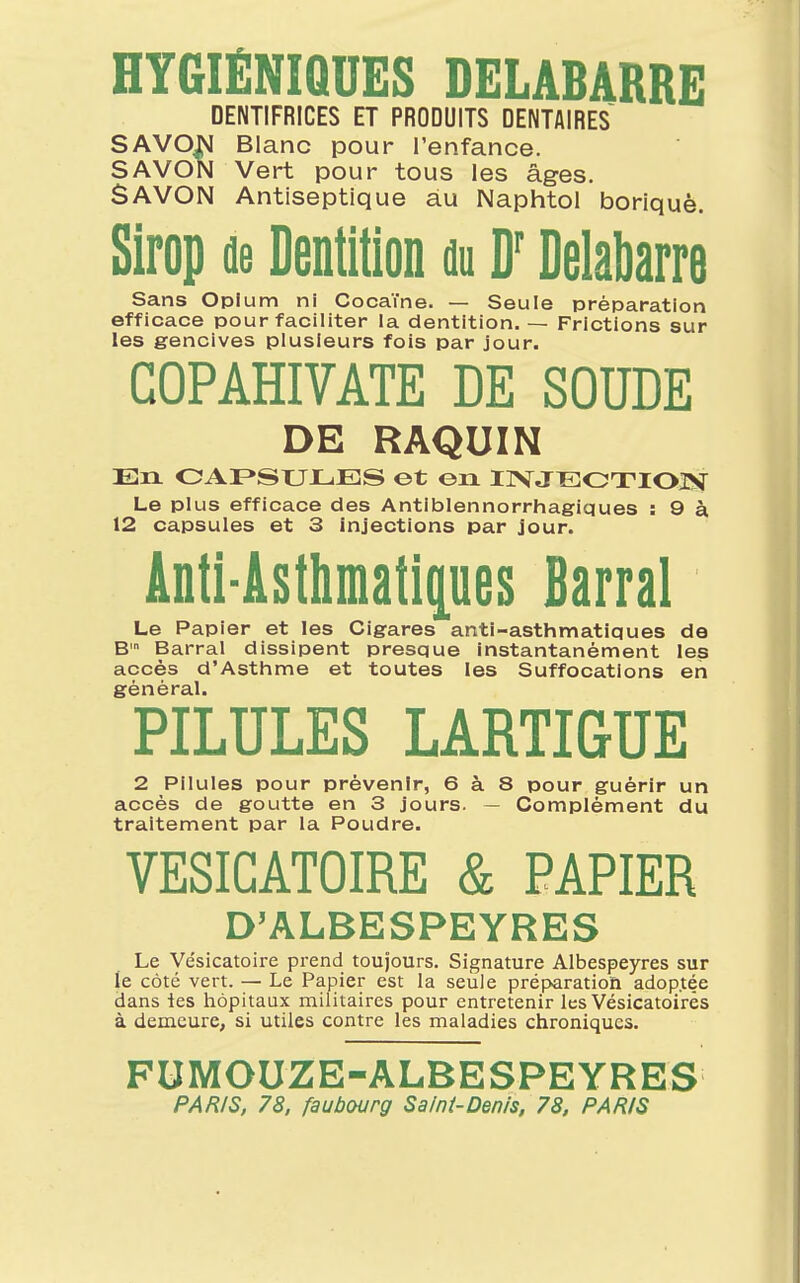 HYGIÉNIQUES DELABARRE
DENTIFRICES ET PRODUITS DENTAIRES
SAVON Blanc pour l'enfance.
SAVON Vert pour tous les âges.
SAVON Antiseptique au Naphtol boriquè.
Sirop de Dentition du Dr Delabarre
Sans Opium ni Cocaïne. — Seule préparation
efficace pour faciliter la dentition. — Frictions sur
les gencives plusieurs fois par jour.
COPAHIVATE DE SOUDE
DE RAQUIN
En CAPSULES et en INJECTION
Le plus efficace des Antiblennorrhagiques : 9 à
12 capsules et 3 injections par jour.
Anti-Asthmatiques Barral
Le Papier et les Cigares anti-asthmatiques de
Bin Barral dissipent presque instantanément les
accès d'Asthme et toutes les Suffocations en
général.
PILULES LARTIGUE
2 Pilules pour prévenir, 6 à 8 pour guérir un
accès de goutte en 3 jours. — Complément du
traitement par la Poudre.
VESICATOIRE & PAPIER
D'ALBESPEYRES
Le Vésicatoire prend toujours. Signature Albespeyres sur
le côté vert. — Le Papier est la seule préparation adoptée
dans les hôpitaux militaires pour entretenir les Vésicatoires
à demeure, si utiles contre les maladies chroniques.
FUMOUZE-ALBESPEYRES
PARIS, 78, faubourg Saint-Denis, 78, PARIS